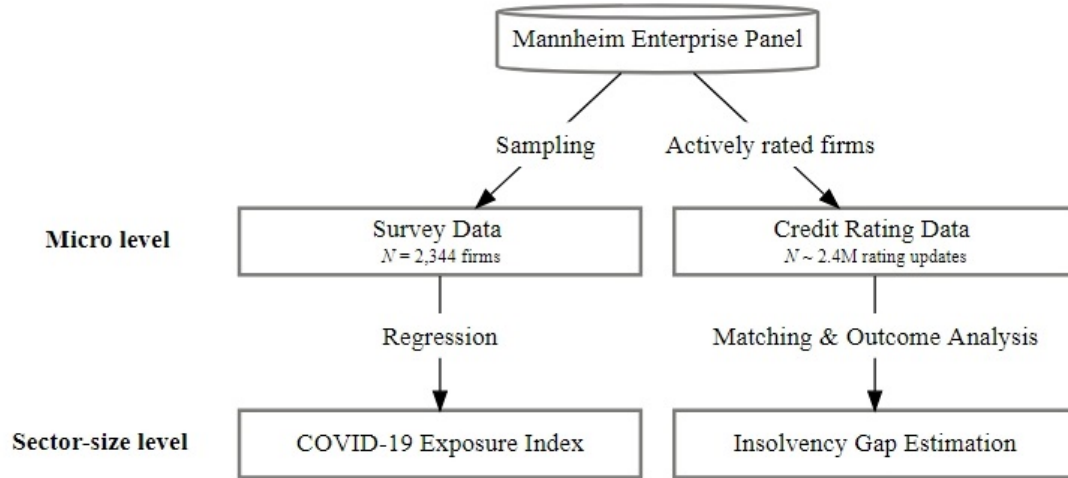 Mannheim Enterprise Panel
Sampling
Actively rated firms
Micro level
Survey Data
N = 2,344 firms
Credit Rating Data
N ~ 2.4M rating updates
Regression
Matching & Outcome Analysis
Sector-size level
COVID-19 Exposure Index
Insolvency Gap Estimation